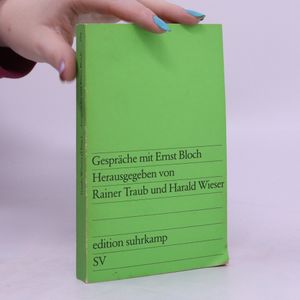 Gespräche mit Ernst Bloch
Herausgegeben von
Rainer Traub und Harald Wieser
edition suhrkamp
SV